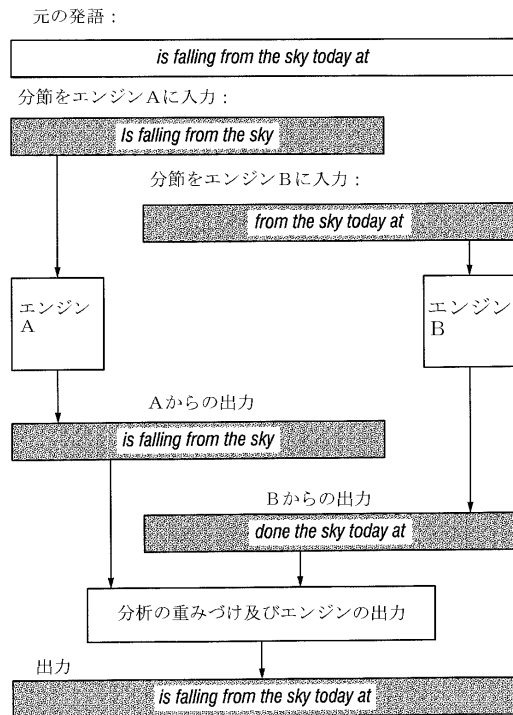 元の発語：
is falling from the sky today at
分節をエンジンAに入力：
Is falling from the sky
分節をエンジンBに入力：
from the sky today at
エンジン
A
エンジン
B
Aからの出力
is falling from the sky
Bからの出力
done the sky today at
分析の重みづけ及びエンジンの出力
出力
is falling from the sky today at